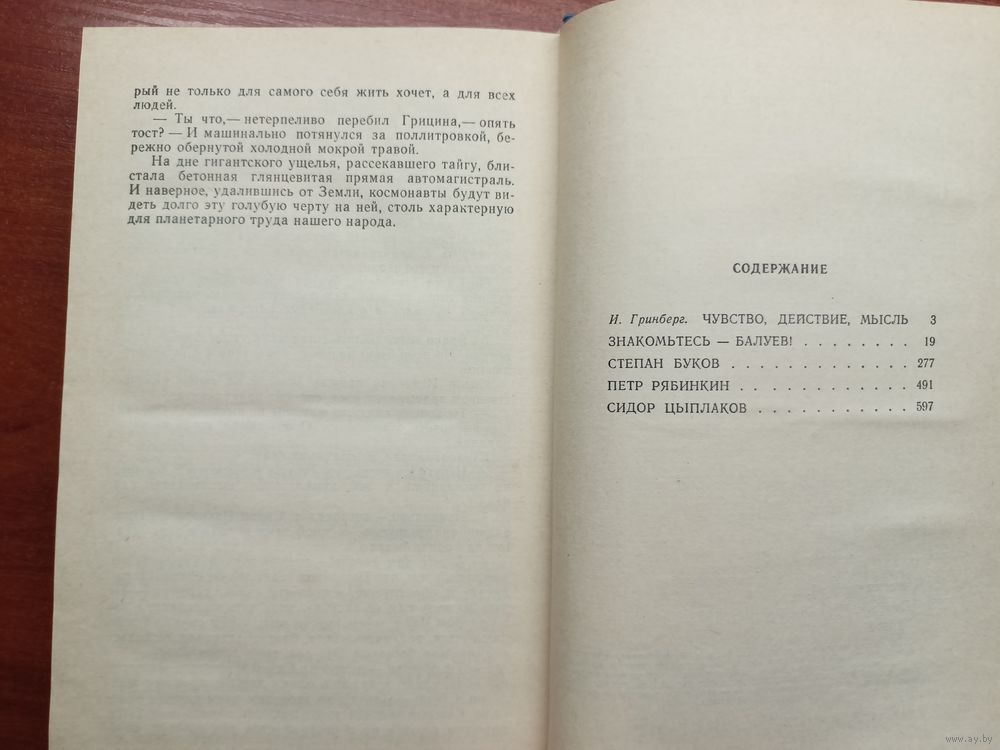 рый не только для самого себя жить хочет, а для всех
людей.
— Ты что,— нетерпеливо перебил Грицина,— опять
тост? — И машинально потянулся за поллитровкой, бе-
режно обернутой холодной мокрой травой.
На дне гигантского ущелья, рассекавшего тайгу, бли-
стала бетонная глянцевитая прямая автомагистраль.
И наверное, удалившись от Земли, космонавты будут ви-
деть долго эту голубую черту на ней, столь характерную
для планетарного труда нашего народа.
СОДЕРЖАНИЕ
И. Гринберг. ЧУВСТВО, ДЕЙСТВИЕ, МЫСЛЬ 3
ЗНАКОМЬТЕСЬ — БАЛУЕВ! . . . . . . . . 19
СТЕПАН БУКОВ . . . . . . . . . . . . . 277
ПЕТР РЯБИНКИН . . . . . . . . . . . . 491
СИДОР ЦЫПЛАКОВ . . . . . . . . . . . 597
www.ay.by